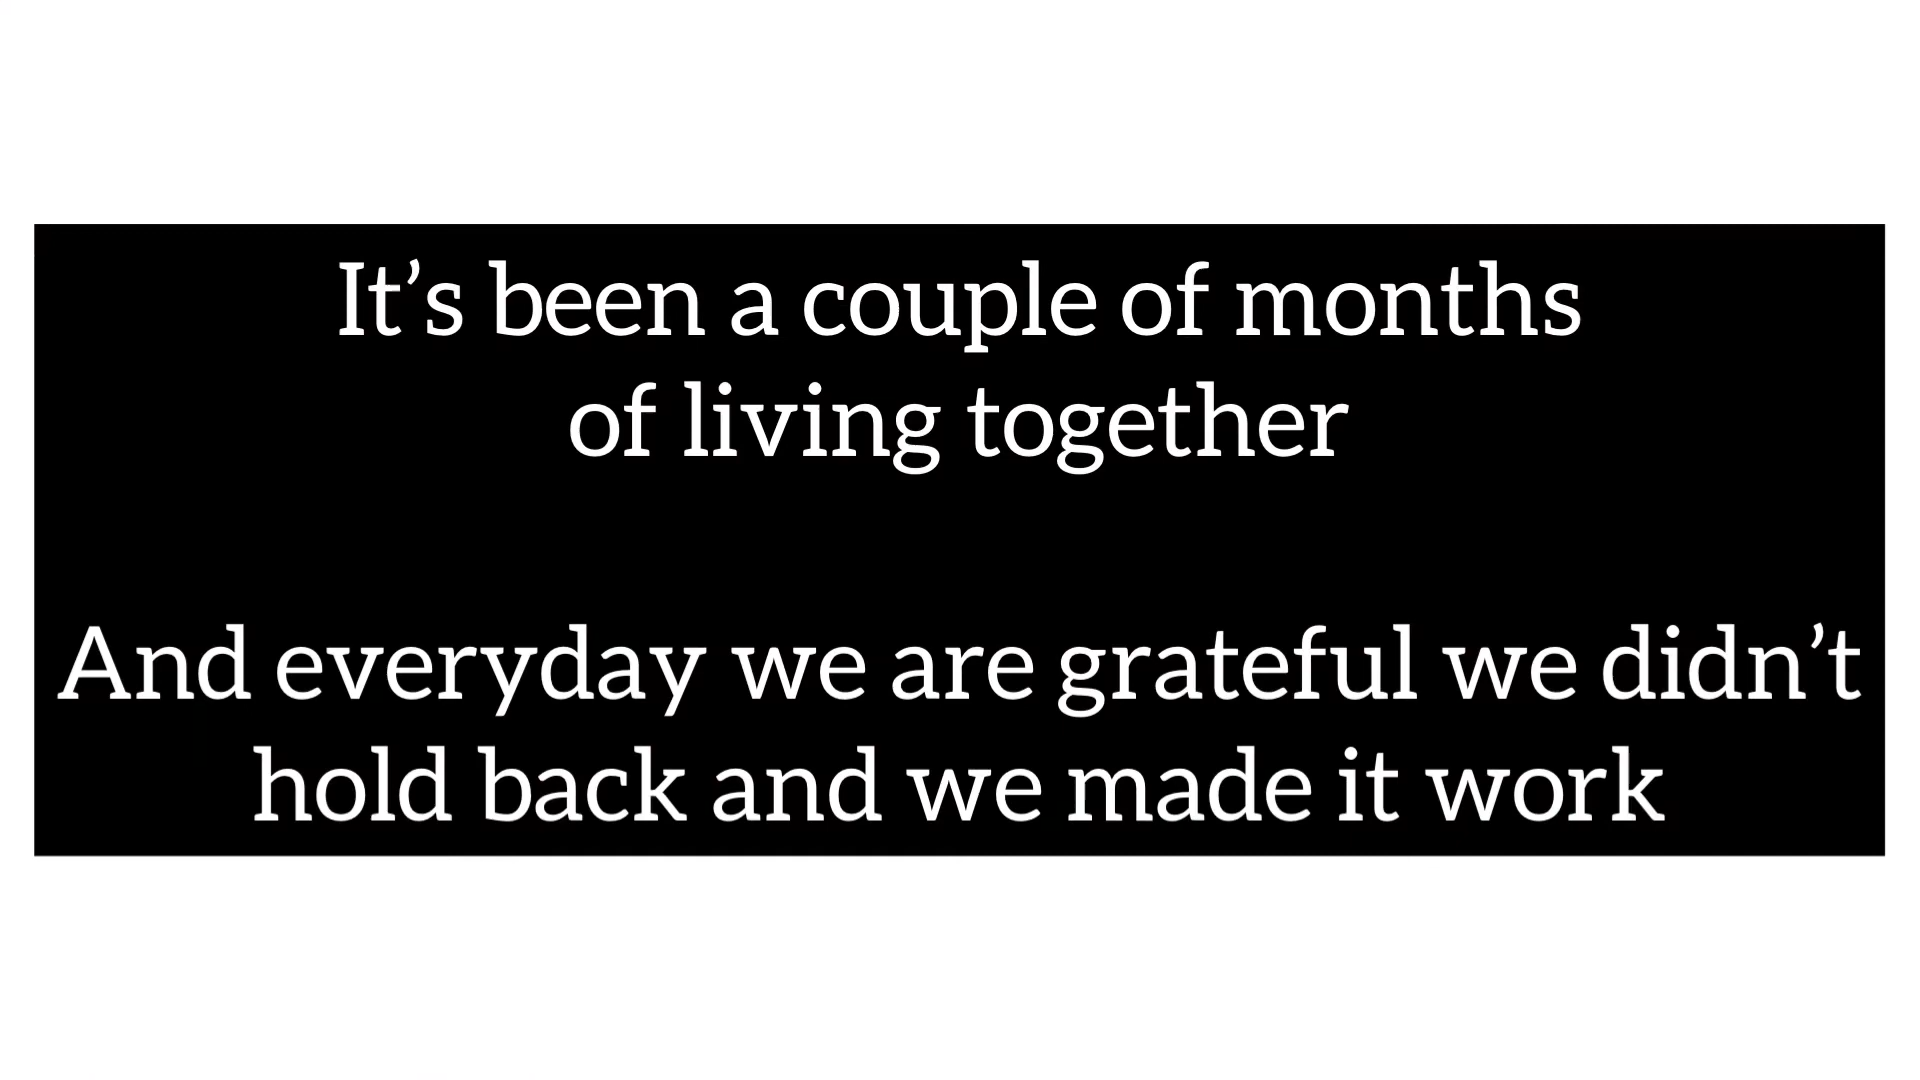 It’s been a couple of months
of living together
And everyday we are grateful we didn’t
hold back and we made it work